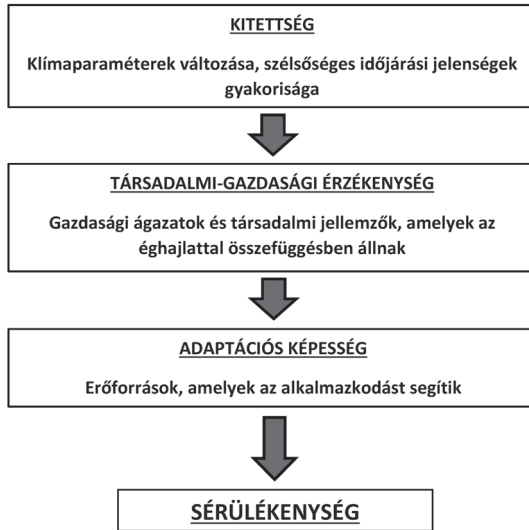 KITETTSÉG
Klímaparaméterek változása, szélsőséges időjárási jelenségek
gyakorisága
TÁRSADALMI-GAZDASÁGI ÉRZÉKENYSÉG
Gazdasági ágazatok és társadalmi jellemzők, amelyek az
éghajlattal összefüggésben állnak
ADAPTÁCIÓS KÉPESSÉG
Erőforrások, amelyek az alkalmazkodást segítik
SÉRÜLÉKENYSÉG